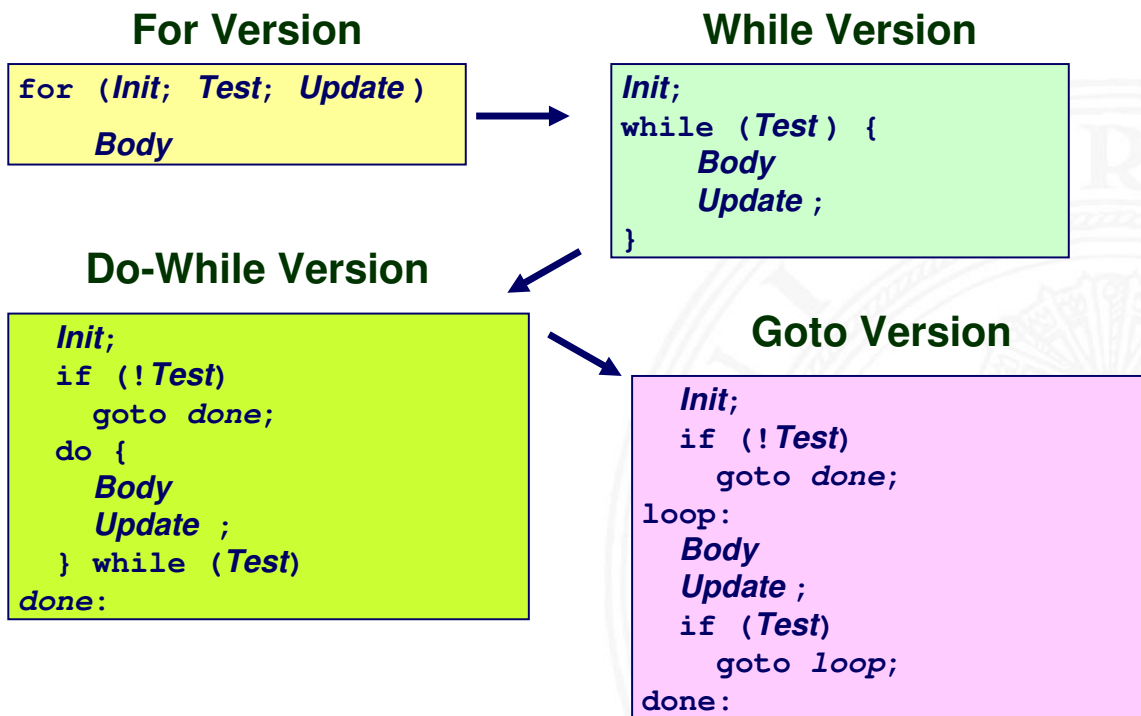 For Version
for (Init; Test; Update )
Body
While Version
Init;
while (Test ) {
Body
Update ;
}
Do-While Version
Init;
if (!Test)
goto done;
do {
Body
Update ;
} while (Test)
done:
Goto Version
Init;
if (!Test)
goto done;
loop:
Body
Update ;
if (Test)
goto loop;
done: